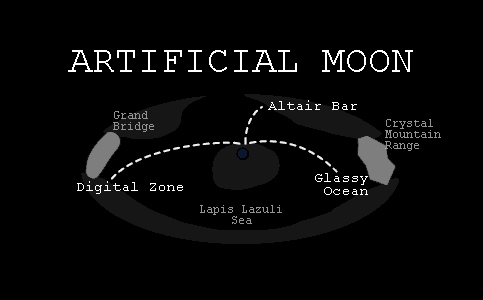 ARTIFICIAL MOON
Altair Bar
Grand
Bridge
Crystal
Mountain
Range
Digital Zone
Glassy
Ocean
Lapis Lazuli
Sea